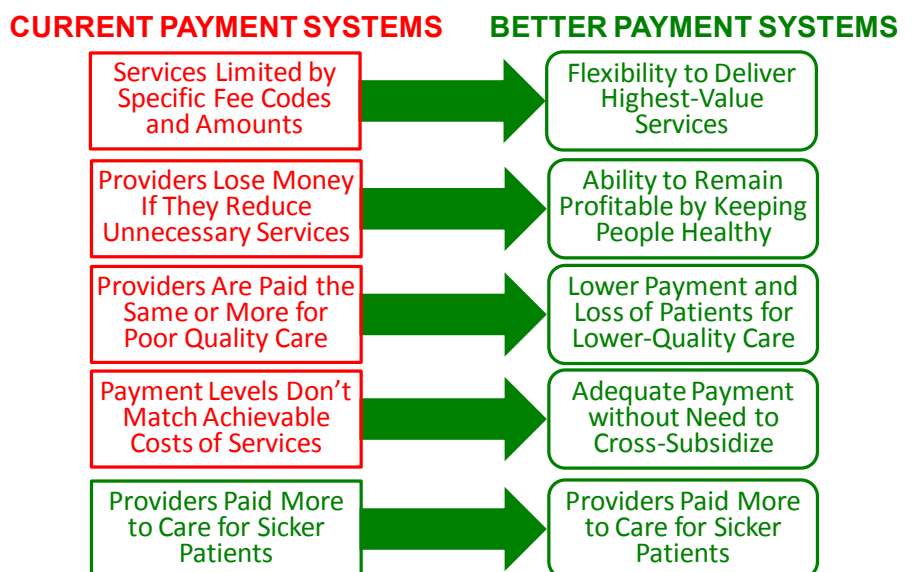 CURRENT PAYMENT SYSTEMS
BETTER PAYMENT SYSTEMS
Services Limited by
Specific Fee Codes
and Amounts
Flexibility to Deliver
Highest-Value
Services
Providers Lose Money
If They Reduce
Unnecessary Services
Ability to Remain
Profitable by Keeping
People Healthy
Providers Are Paid the
Same or More for
Poor Quality Care
Lower Payment and
Loss of Patients for
Lower-Quality Care
Payment Levels Don't
Match Achievable
Costs of Services
Adequate Payment
without Need to
Cross-Subsidize
Providers Paid More
to Care for Sicker
Patients
Providers Paid More
to Care for Sicker
Patients